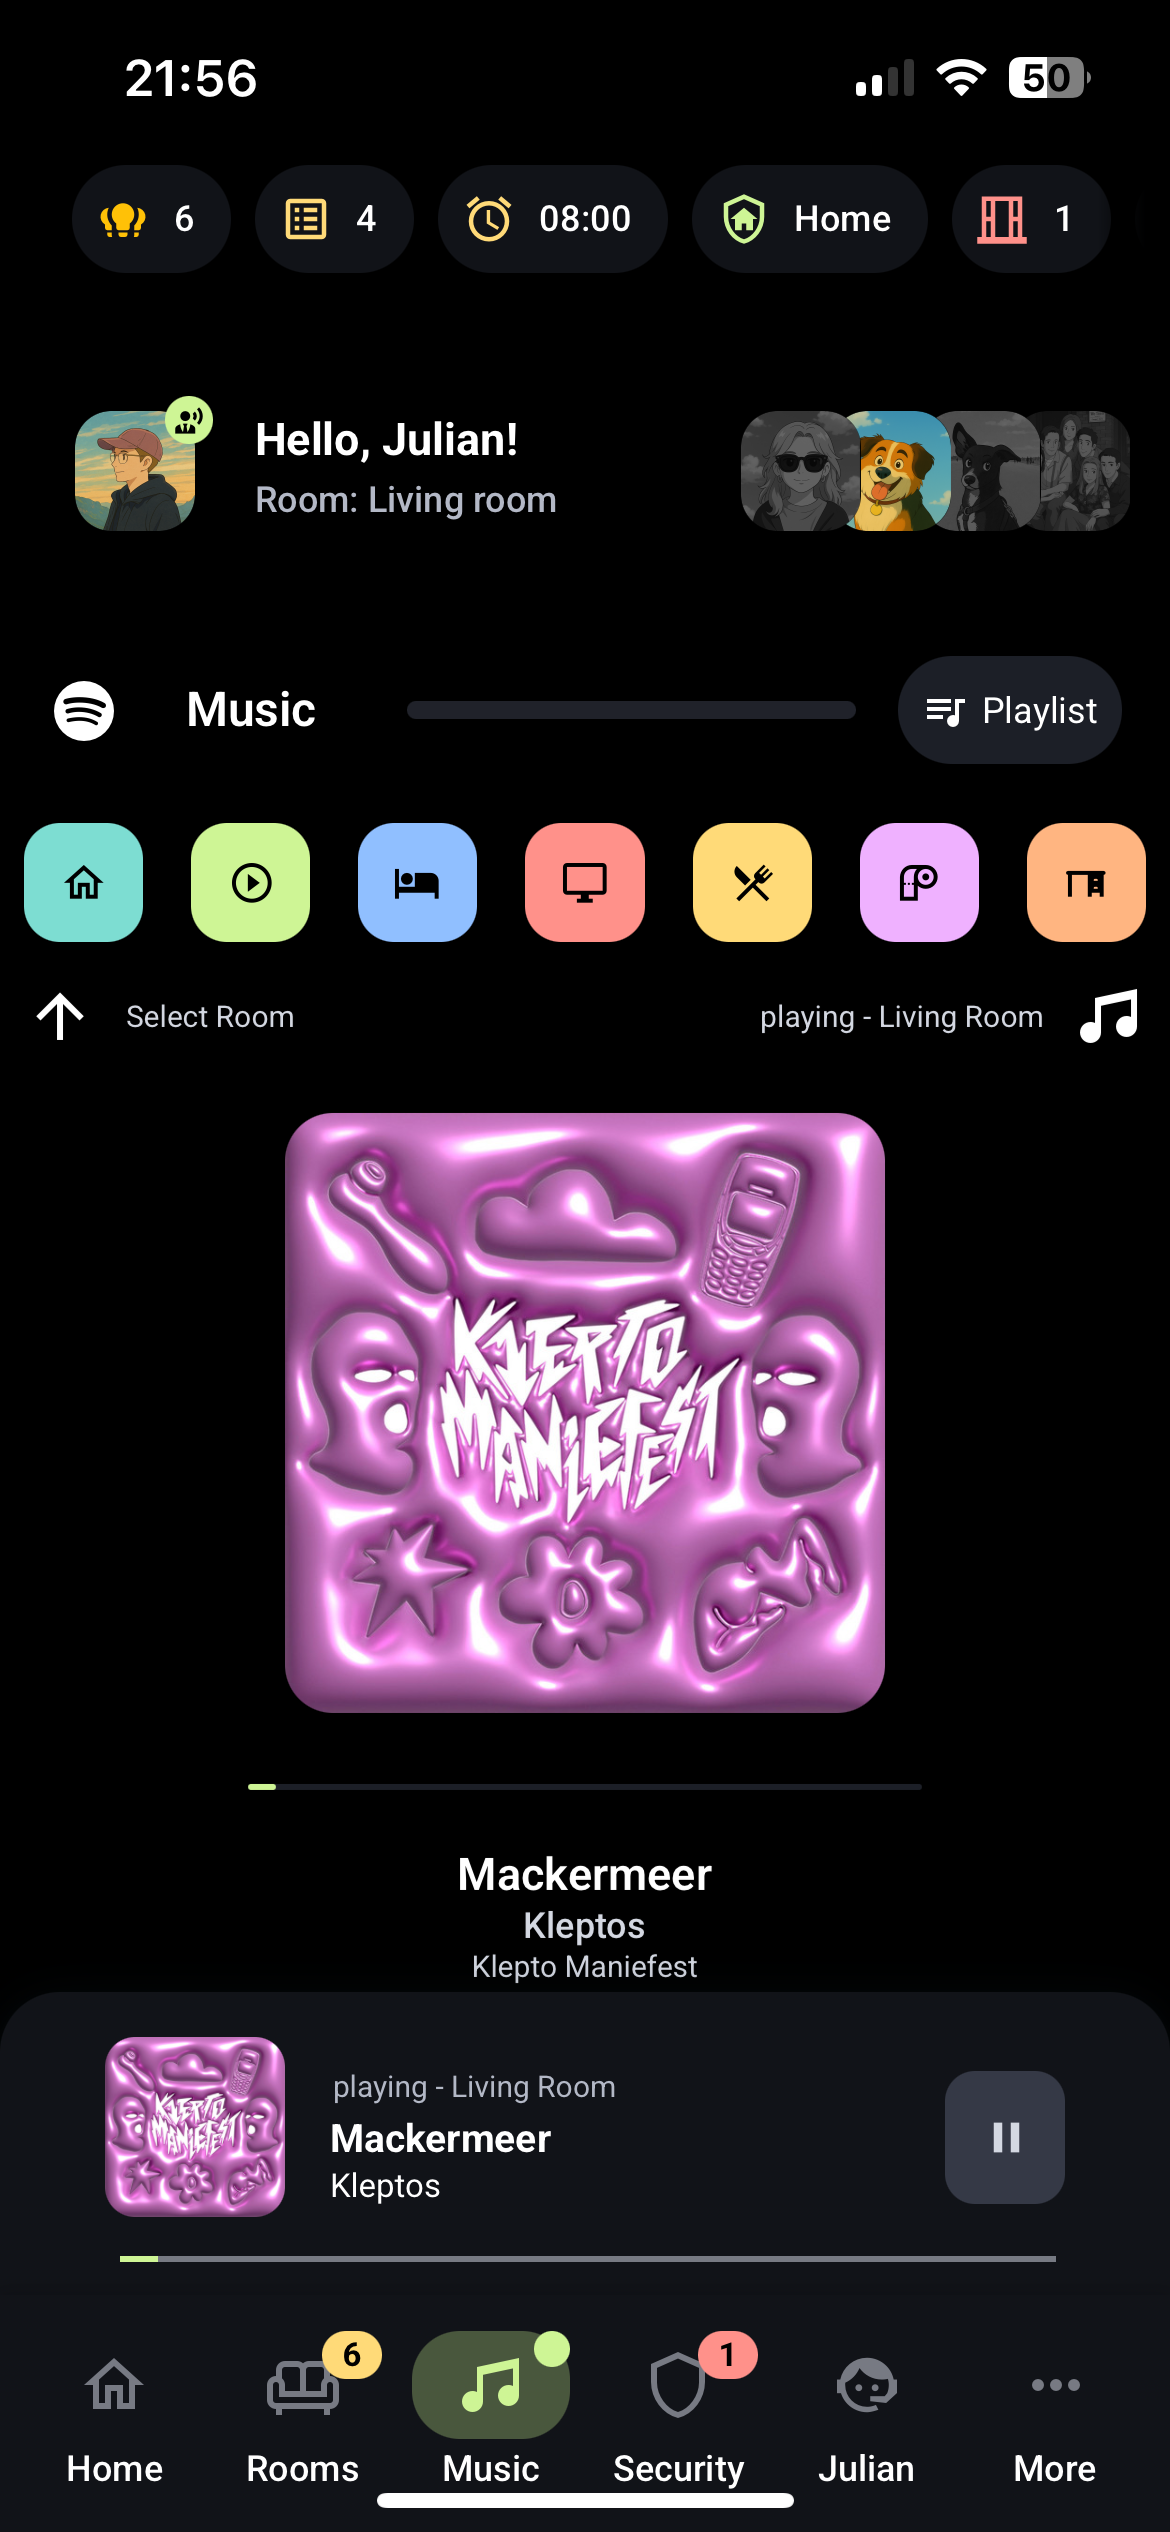 21:56
50
6
4
08:00
Home
1
Hello, Julian!
Room: Living room
Music
Playlist
Select Room
playing - Living Room
KLEPTO
MANIEFEST
Mackermeer
Kleptos
Klepto Maniefest
KLEPTO
MANIEFEST
playing - Living Room
Mackermeer
Kleptos
6
1
Home
Rooms
Music
Security
Julian
More